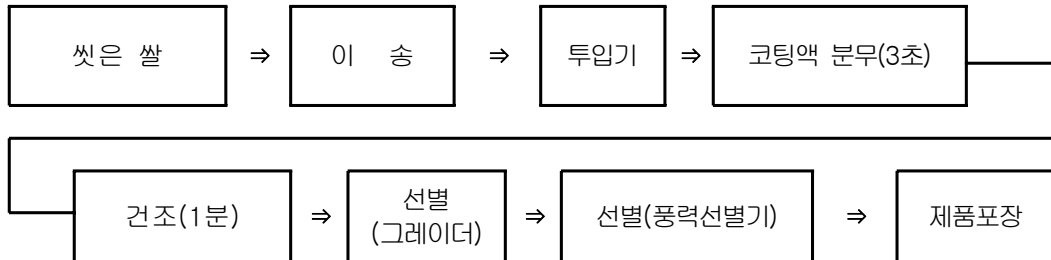 씻은 쌀 ⇒ 이 송 ⇒ 투입기 ⇒ 코팅액 분무(3초)
건조(1분) ⇒ 선별 (그레이더) ⇒ 선별(풍력선별기) ⇒ 제품포장